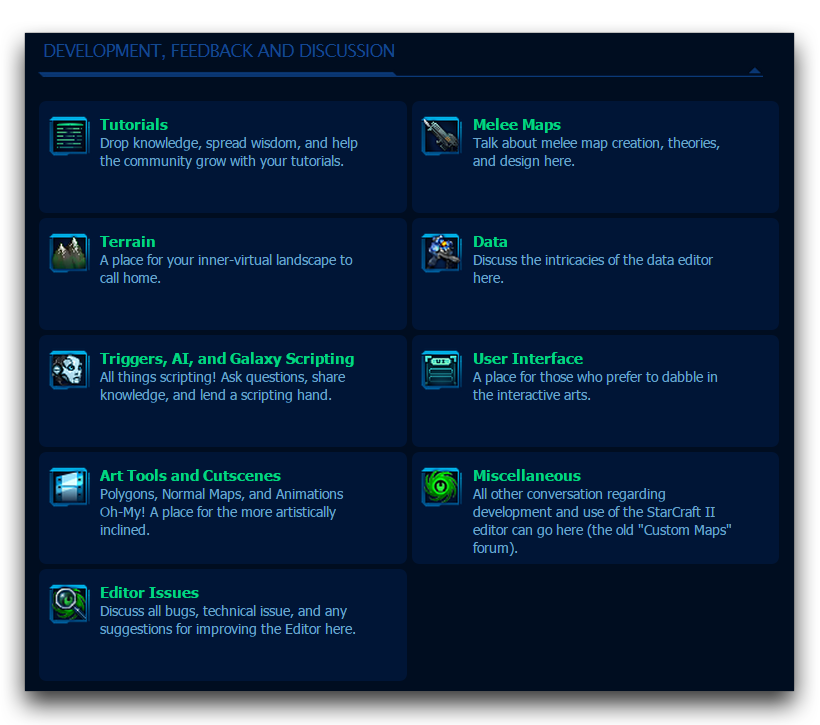 DEVELOPMENT, FEEDBACK AND DISCUSSION
Tutorials
Drop knowledge, spread wisdom, and help
the community grow with your tutorials.
Melee Maps
Talk about melee map creation, theories,
and design here.
Terrain
A place for your inner-virtual landscape to
call home.
Data
Discuss the intricacies of the data editor
here.
Triggers, AI, and Galaxy Scripting
All things scripting! Ask questions, share
knowledge, and lend a scripting hand.
UI
User Interface
A place for those who prefer to dabble in
the interactive arts.
Art Tools and Cutscenes
Polygons, Normal Maps, and Animations
Oh-My! A place for the more artistically
inclined.
Miscellaneous
All other conversation regarding
development and use of the StarCraft II
editor can go here (the old "Custom Maps"
forum).
Editor Issues
Discuss all bugs, technical issue, and any
suggestions for improving the Editor here.